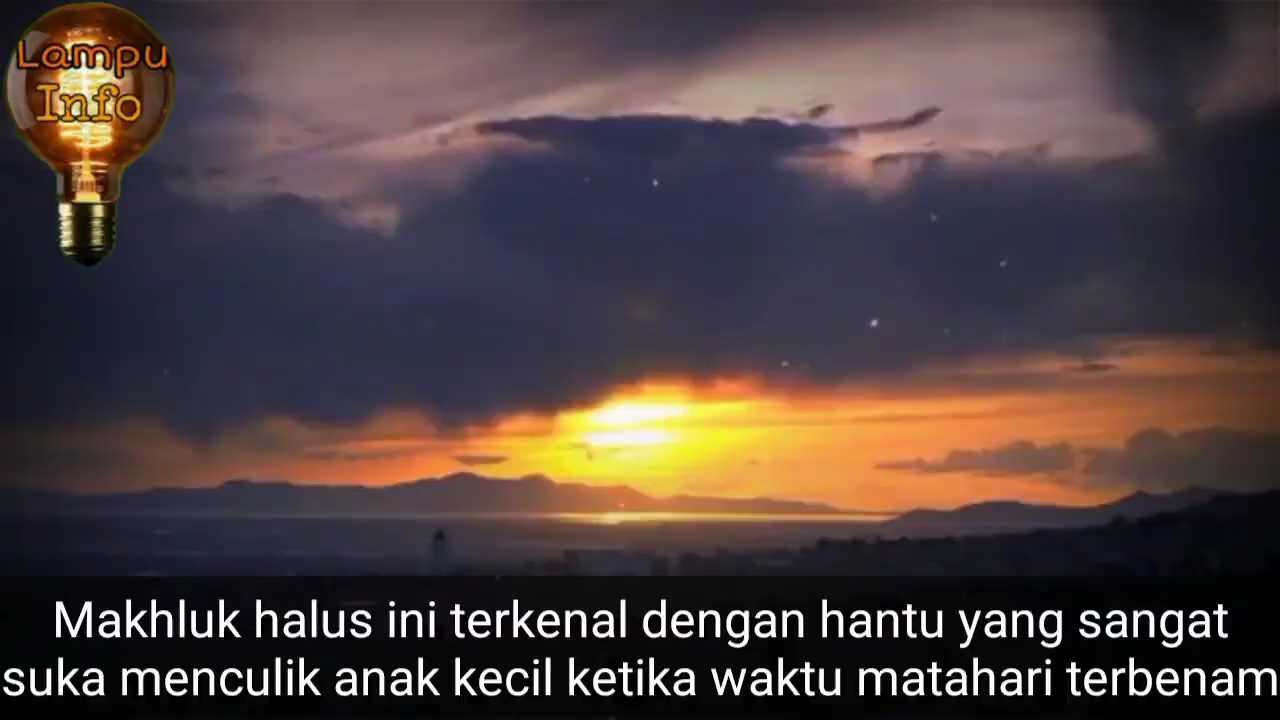 Lampu
Info
Makhluk halus ini terkenal dengan hantu yang sangat
suka menculik anak kecil ketika waktu matahari terbenam